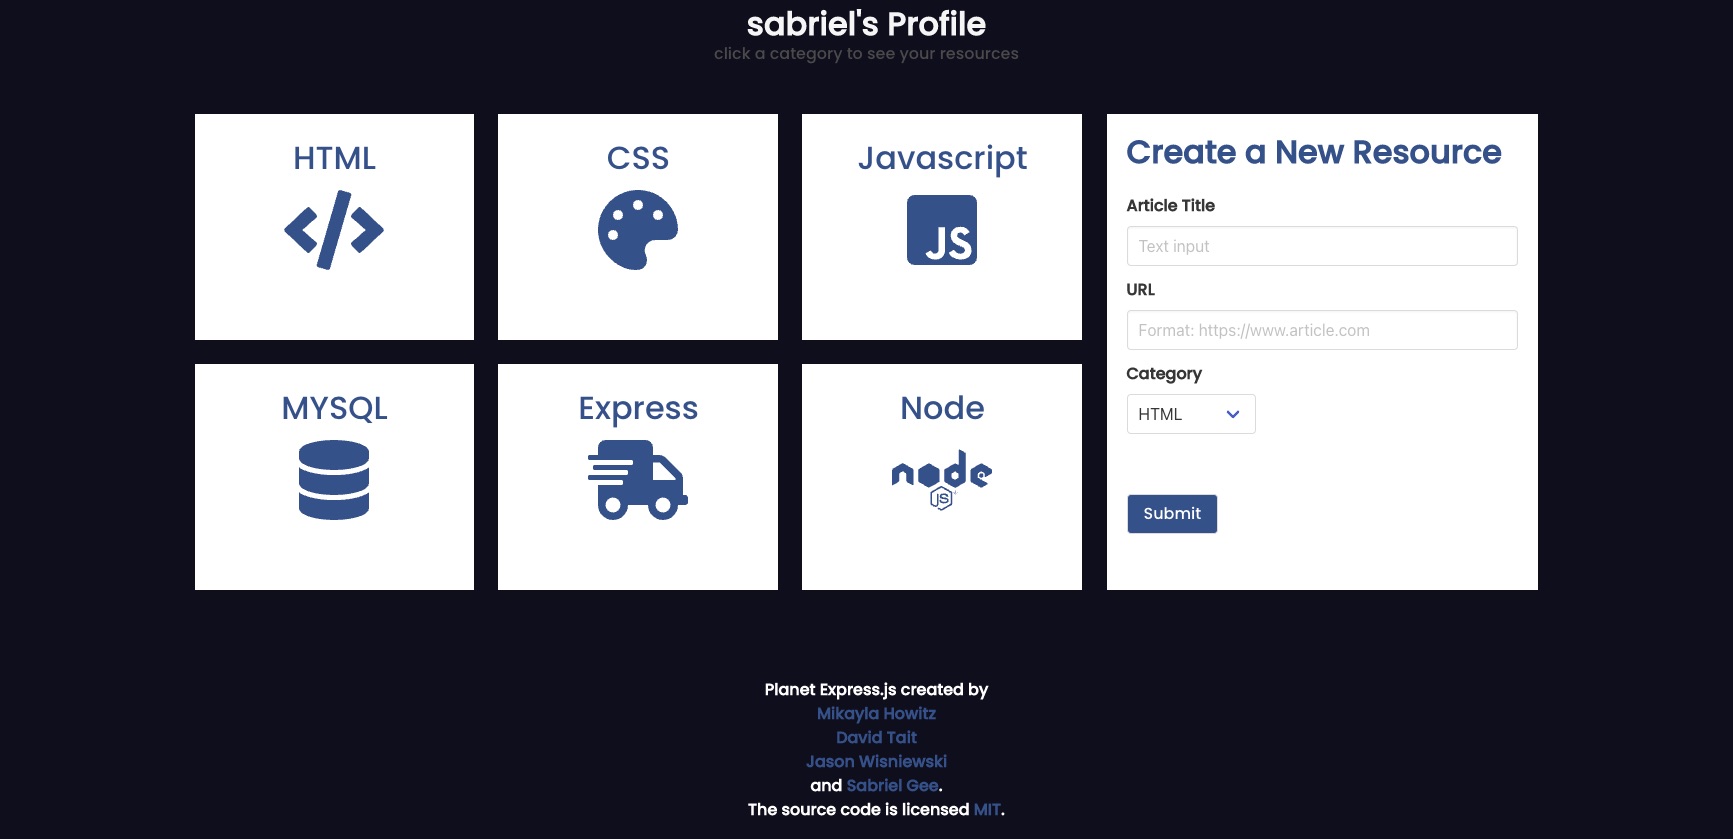 sabriel's Profile
click a category to see your resources
HTML
CSS
Javascript
JS
MYSQL
Express
Node
node
JS
Create a New Resource
Article Title
Text input
URL
Format: https://www.article.com
Category
HTML
Submit
Planet Express.js created by
Mikayla Howitz
David Tait
Jason Wisniewski
and Sabriel Gee.
The source code is licensed MIT.